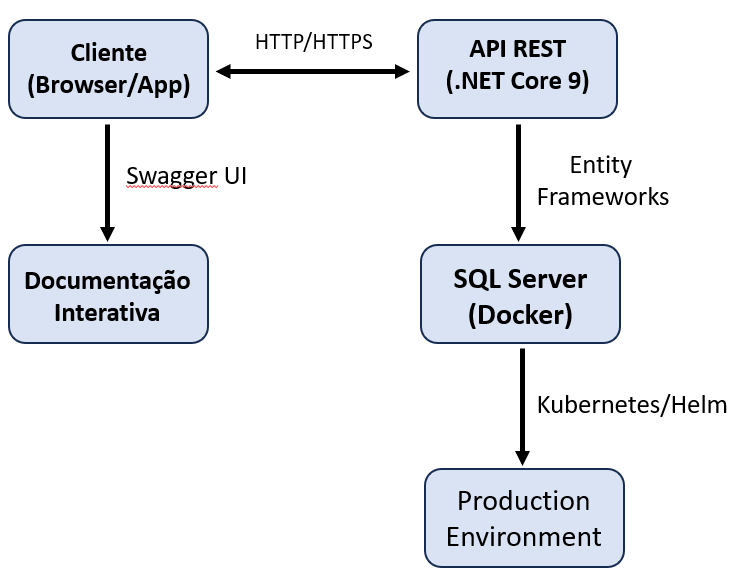 Cliente
(Browser/App)
HTTP/HTTPS
API REST
(.NET Core 9)
Swagger UI
Entity
Frameworks
Documentação
Interativa
SQL Server
(Docker)
Kubernetes/Helm
Production
Environment